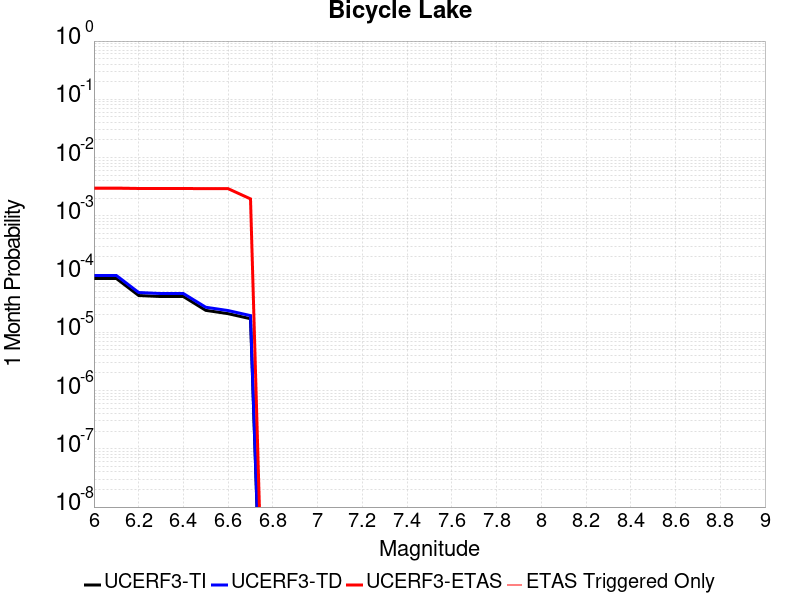 Bicycle Lake
1 Month Probability
10^0
10^-1
10^-2
10^-3
10^-4
10^-5
10^-6
10^-7
10^-8
6 6.2 6.4 6.6 6.8 7 7.2 7.4 7.6 7.8 8 8.2 8.4 8.6 8.8 9
Magnitude
UCERF3-TI UCERF3-TD UCERF3-ETAS ETAS Triggered Only